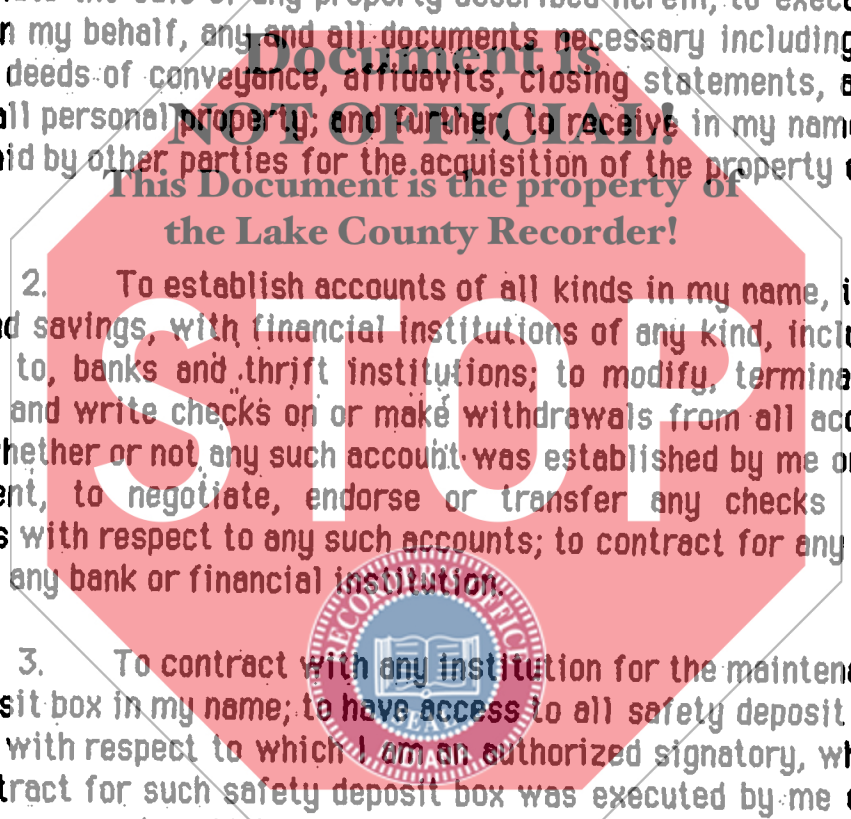 of any property described herein, to execu
n my behalf, any and all documents necessary including
deeds of conveyance, affidavits, closing statements, a
all personal property; and further, to receive in my name
aid by other parties for the acquisition of the property
Document is
NOT OFFICIAL!
This Document is the property of
the Lake County Recorder!
2. To establish accounts of all kinds in my name, i
nd savings, with financial institutions of any kind, inclu
to, banks and thrift institutions; to modify, termina
and write checks on or make withdrawals from all acc
hether or not any such account was established by me o
ent, to negotiate, endorse or transfer any checks
s with respect to any such accounts; to contract for any
any bank or financial institution.
STOP
3. To contract with any institution for the maintena
sit box in my name; to have access to all safety deposit
with respect to which I am an authorized signatory, wh
tract for such safety deposit box was executed by me
RECORDER'S OFFICE
SEAL
INDIANA